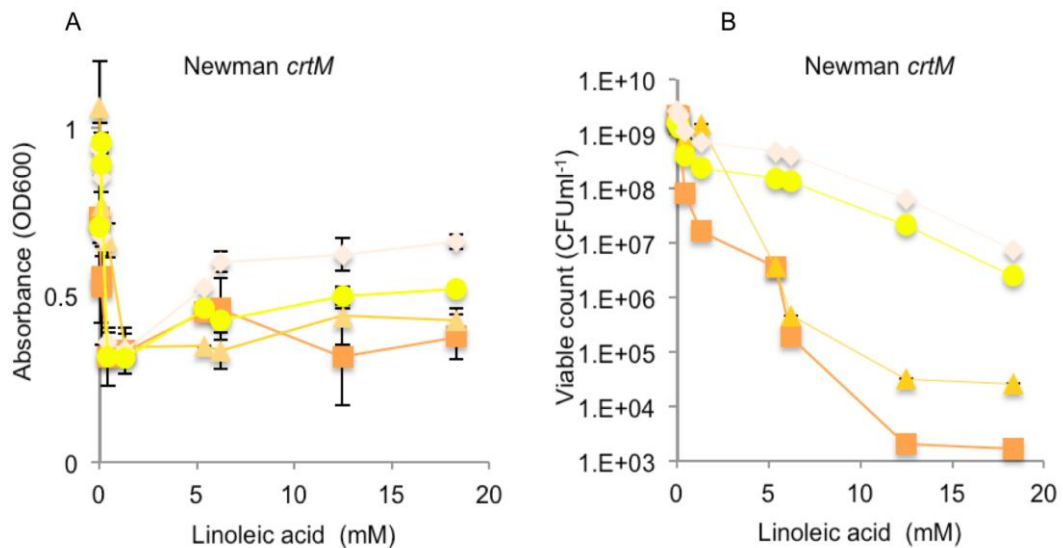 A
Newman crtM
Absorbance (OD600)
1
0.5
0
0 5 10 15 20
Linoleic acid (mM)
B
Newman crtM
Viable count (CFUml-1)
1.E+10
1.E+09
1.E+08
1.E+07
1.E+06
1.E+05
1.E+04
1.E+03
0 5 10 15 20
Linoleic acid (mM)